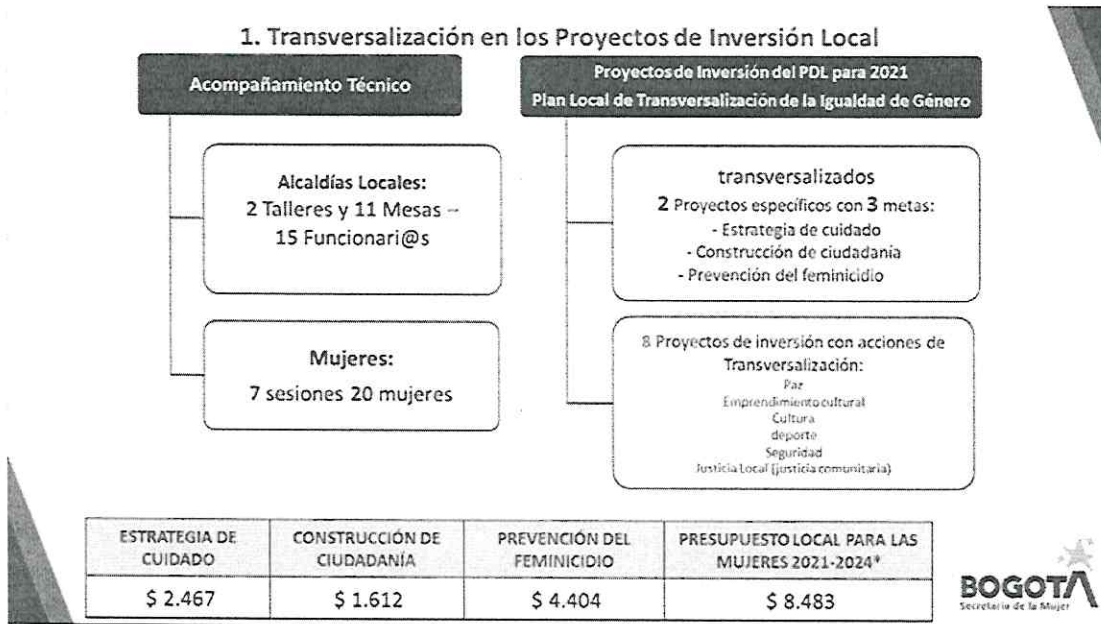 1. Transversalización en los Proyectos de Inversión Local
Acompañamiento Técnico
Alcaldías Locales:
2 Talleres y 11 Mesas –
15 Funcionari@s
Mujeres:
7 sesiones 20 mujeres
Proyectos de Inversión del PDL para 2021
Plan Local de Transversalización de la Igualdad de Género
transversalizados
2 Proyectos específicos con 3 metas:
- Estrategia de cuidado
- Construcción de ciudadanía
- Prevención del feminicidio
8 Proyectos de inversión con acciones de
Transversalización:
Paz
Emprendimiento cultural
Cultura
deporte
Seguridad
Justicia Local (justicia comunitaria)
ESTRATEGIA DE
CUIDADO
CONSTRUCCIÓN DE
CIUDADANÍA
PREVENCIÓN DEL
FEMINICIDIO
PRESUPUESTO LOCAL PARA LAS
MUJERES 2021-2024*
$ 2.467
$ 1.612
$ 4.404
$ 8.483
BOGOTA
Secretaría de la Mujer